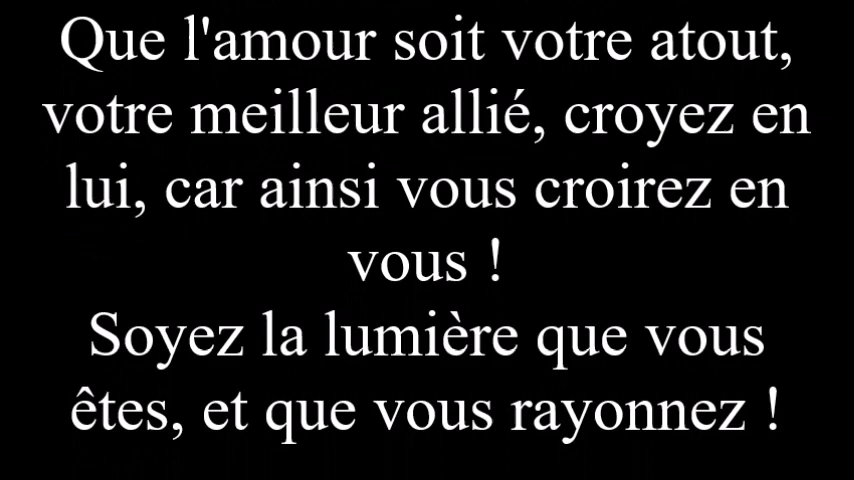 Que l'amour soit votre atout,
votre meilleur allié, croyez en
lui, car ainsi vous croirez en
vous !
Soyez la lumière que vous
êtes, et que vous rayonnez !